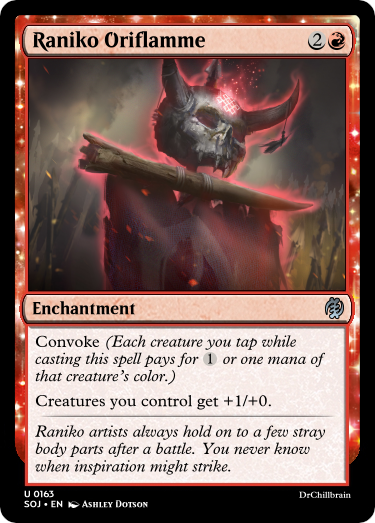 Raniko Oriflamme 2
Enchantment
Convoke (Each creature you tap while
casting this spell pays for 1 or one mana of
that creature's color.)
Creatures you control get +1/+0.
Raniko artists always hold on to a few stray
body parts after a battle. You never know
when inspiration might strike.
U 0163
SOJ • EN Ashley Dotson
DrChillbrain